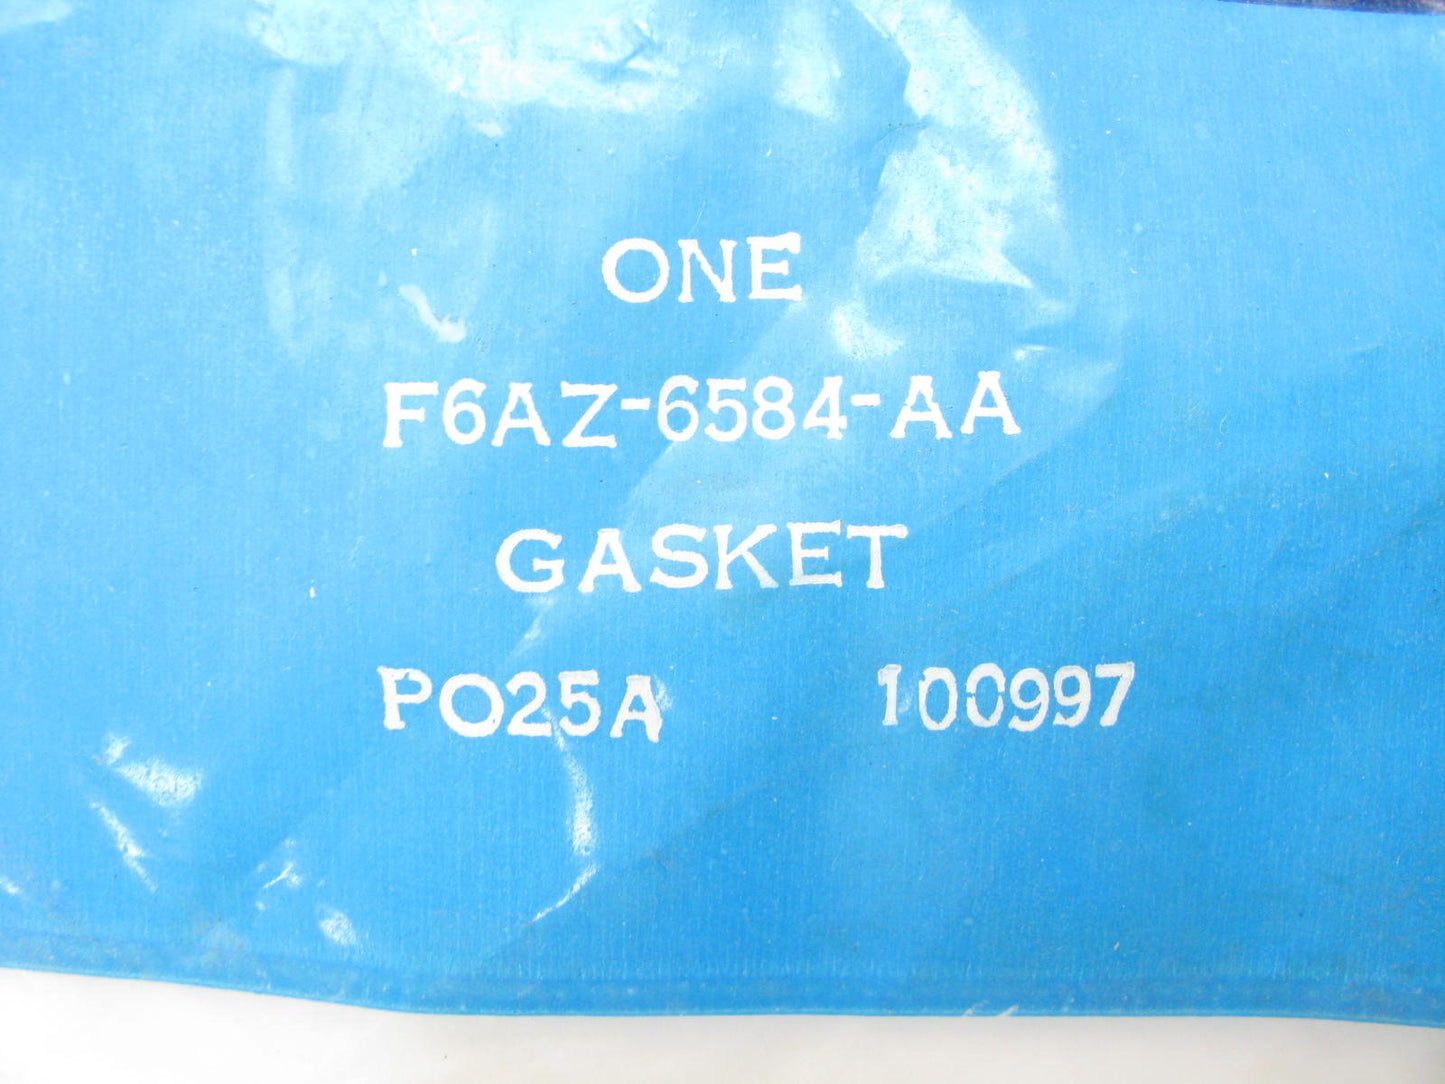 ONE
F6AZ-6584-AA
GASKET
PO25A 100997